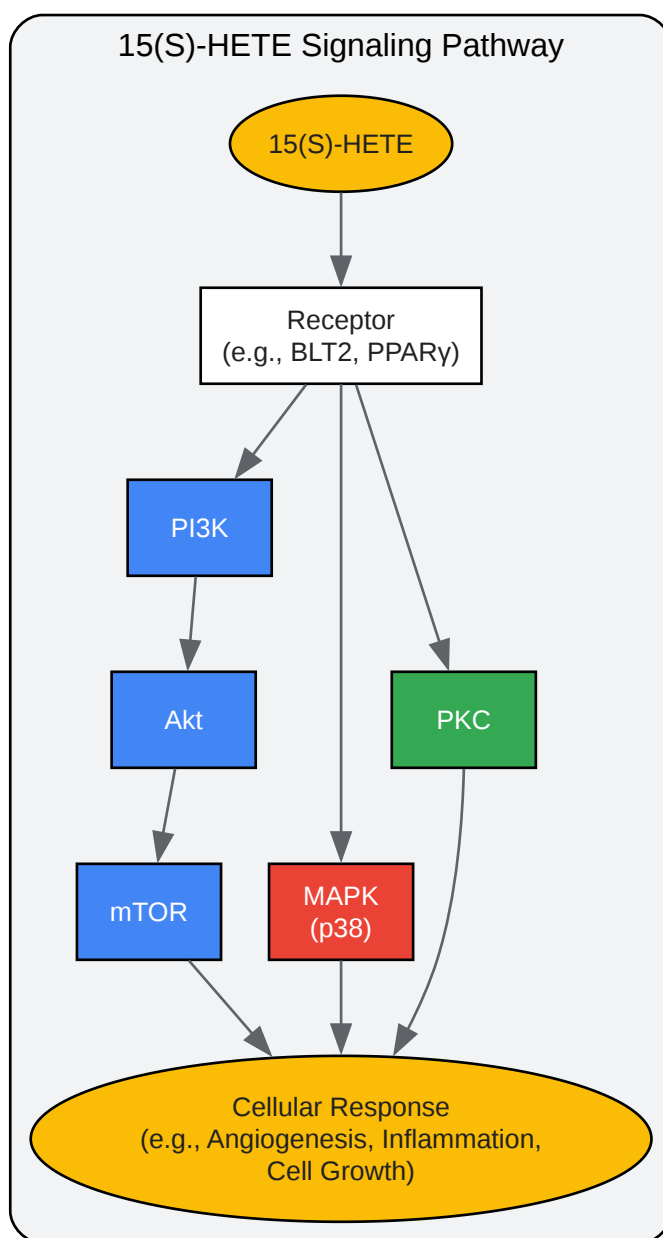 15(S)-HETE Signaling Pathway
15(S)-HETE
Receptor
(e.g., BLT2, PPARγ)
PI3K
Akt
PKC
mTOR
MAPK
(p38)
Cellular Response
(e.g., Angiogenesis, Inflammation,
Cell Growth)